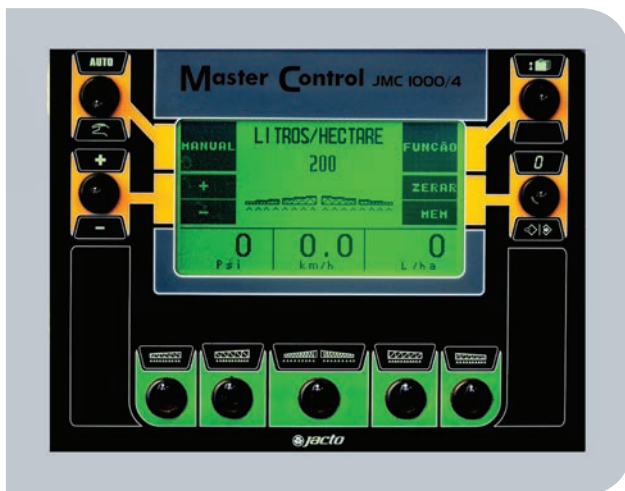 AUTO
Master Control JMC 1000/4
MANUAL
LITROS/HECTARE
FUNCÃO
200
+
+
0
ZERAR
-
-
MEM
0
0.0
0
Psi
km/h
L/ha
jacto